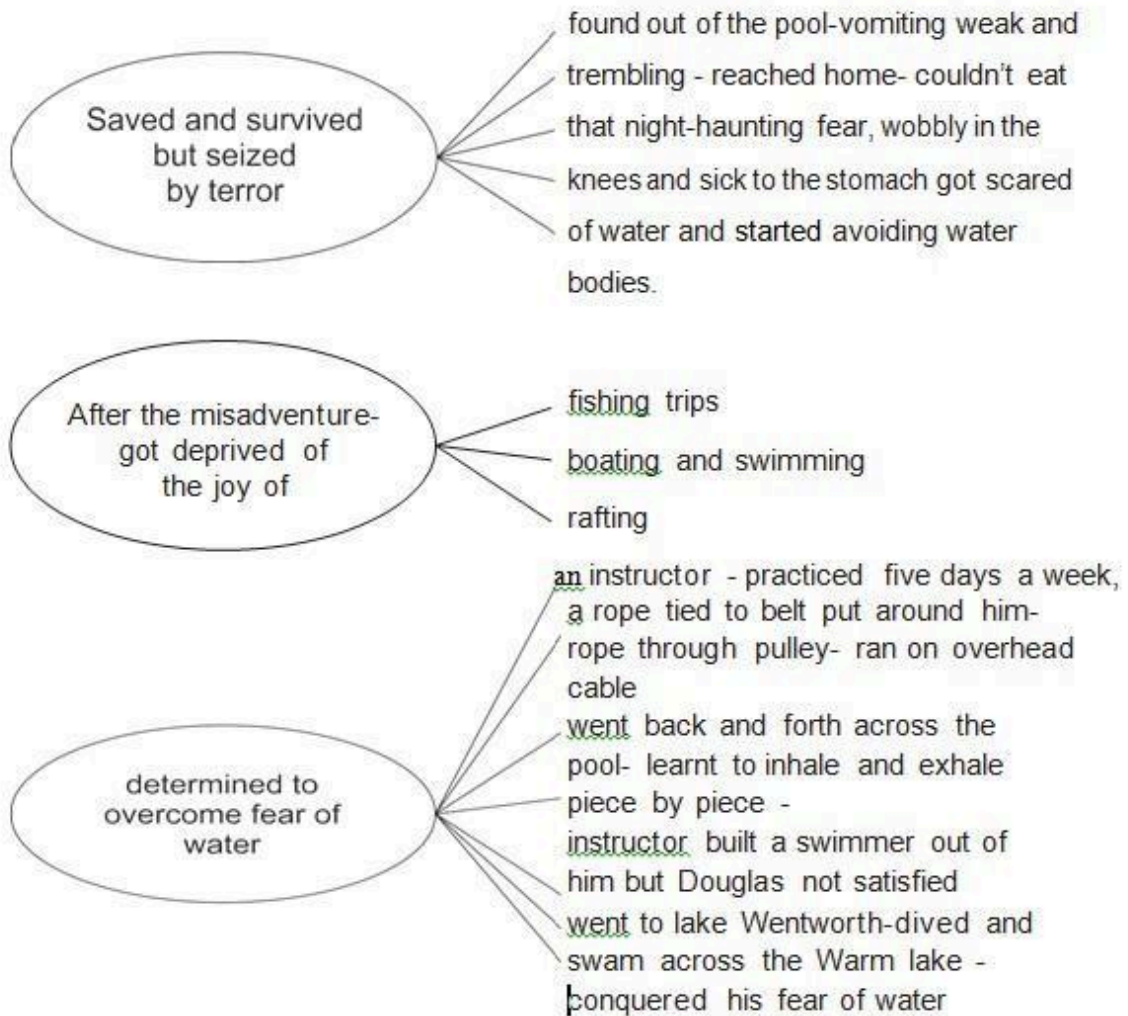 Saved and survived
but seized
by terror
found out of the pool-vomiting weak and
trembling - reached home- couldn't eat
that night-haunting fear, wobbly in the
knees and sick to the stomach got scared
of water and started avoiding water
bodies.
After the misadventure-
got deprived of
the joy of
fishing trips
boating and swimming
rafting
determined to
overcome fear of
water
an instructor - practiced five days a week,
a rope tied to belt put around him-
rope through pulley- ran on overhead
cable
went back and forth across the
pool- learnt to inhale and exhale
piece by piece -
instructor built a swimmer out of
him but Douglas not satisfied
went to lake Wentworth-dived and
swam across the Warm lake -
conquered his fear of water